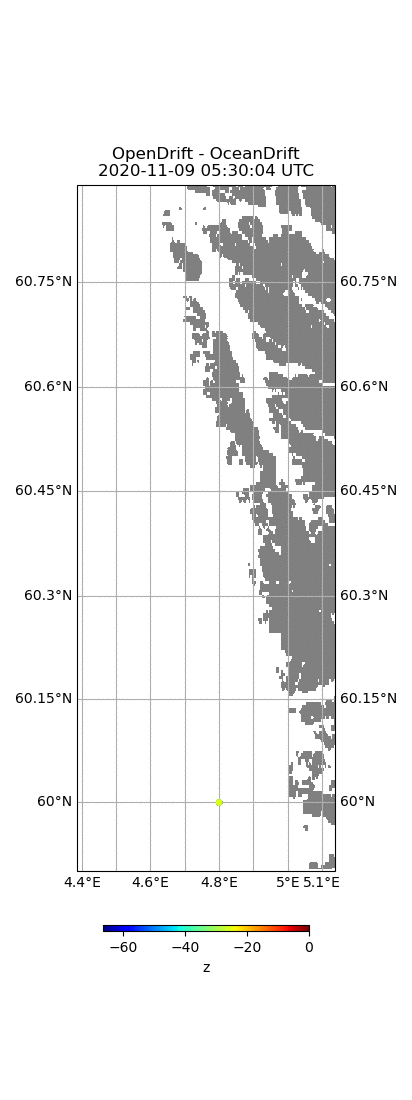 OpenDrift - OceanDrift
2020-11-09 05:30:04 UTC
60.75°N 60.75°N
60.6°N 60.6°N
60.45°N 60.45°N
60.3°N 60.3°N
60.15°N 60.15°N
60°N 60°N
4.4°E 4.6°E 4.8°E 5°E 5.1°E
−60 −40 −20 0
z